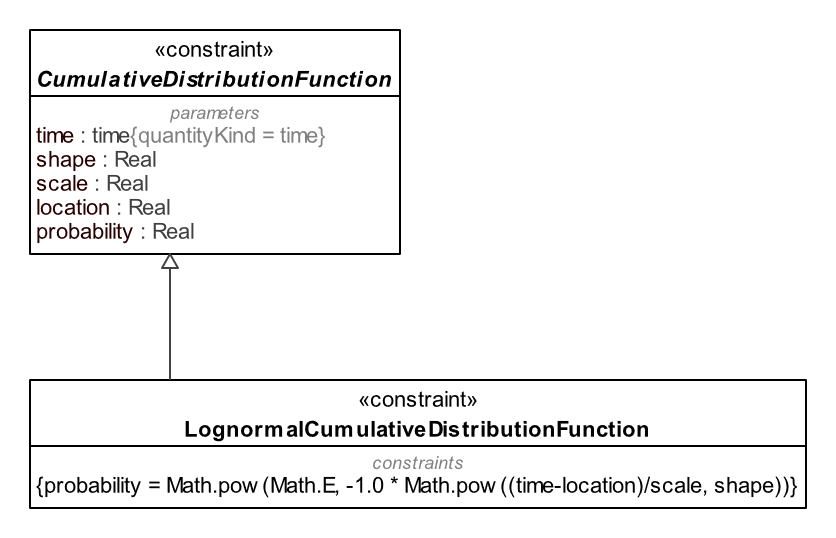 «constraint»
CumulativeDistributionFunction
parameters
time : time{quantityKind = time}
shape : Real
scale : Real
location : Real
probability : Real
«constraint»
LognormalCumulativeDistributionFunction
constraints
{probability = Math.pow (Math.E, -1.0 * Math.pow ((time-location)/scale, shape))}